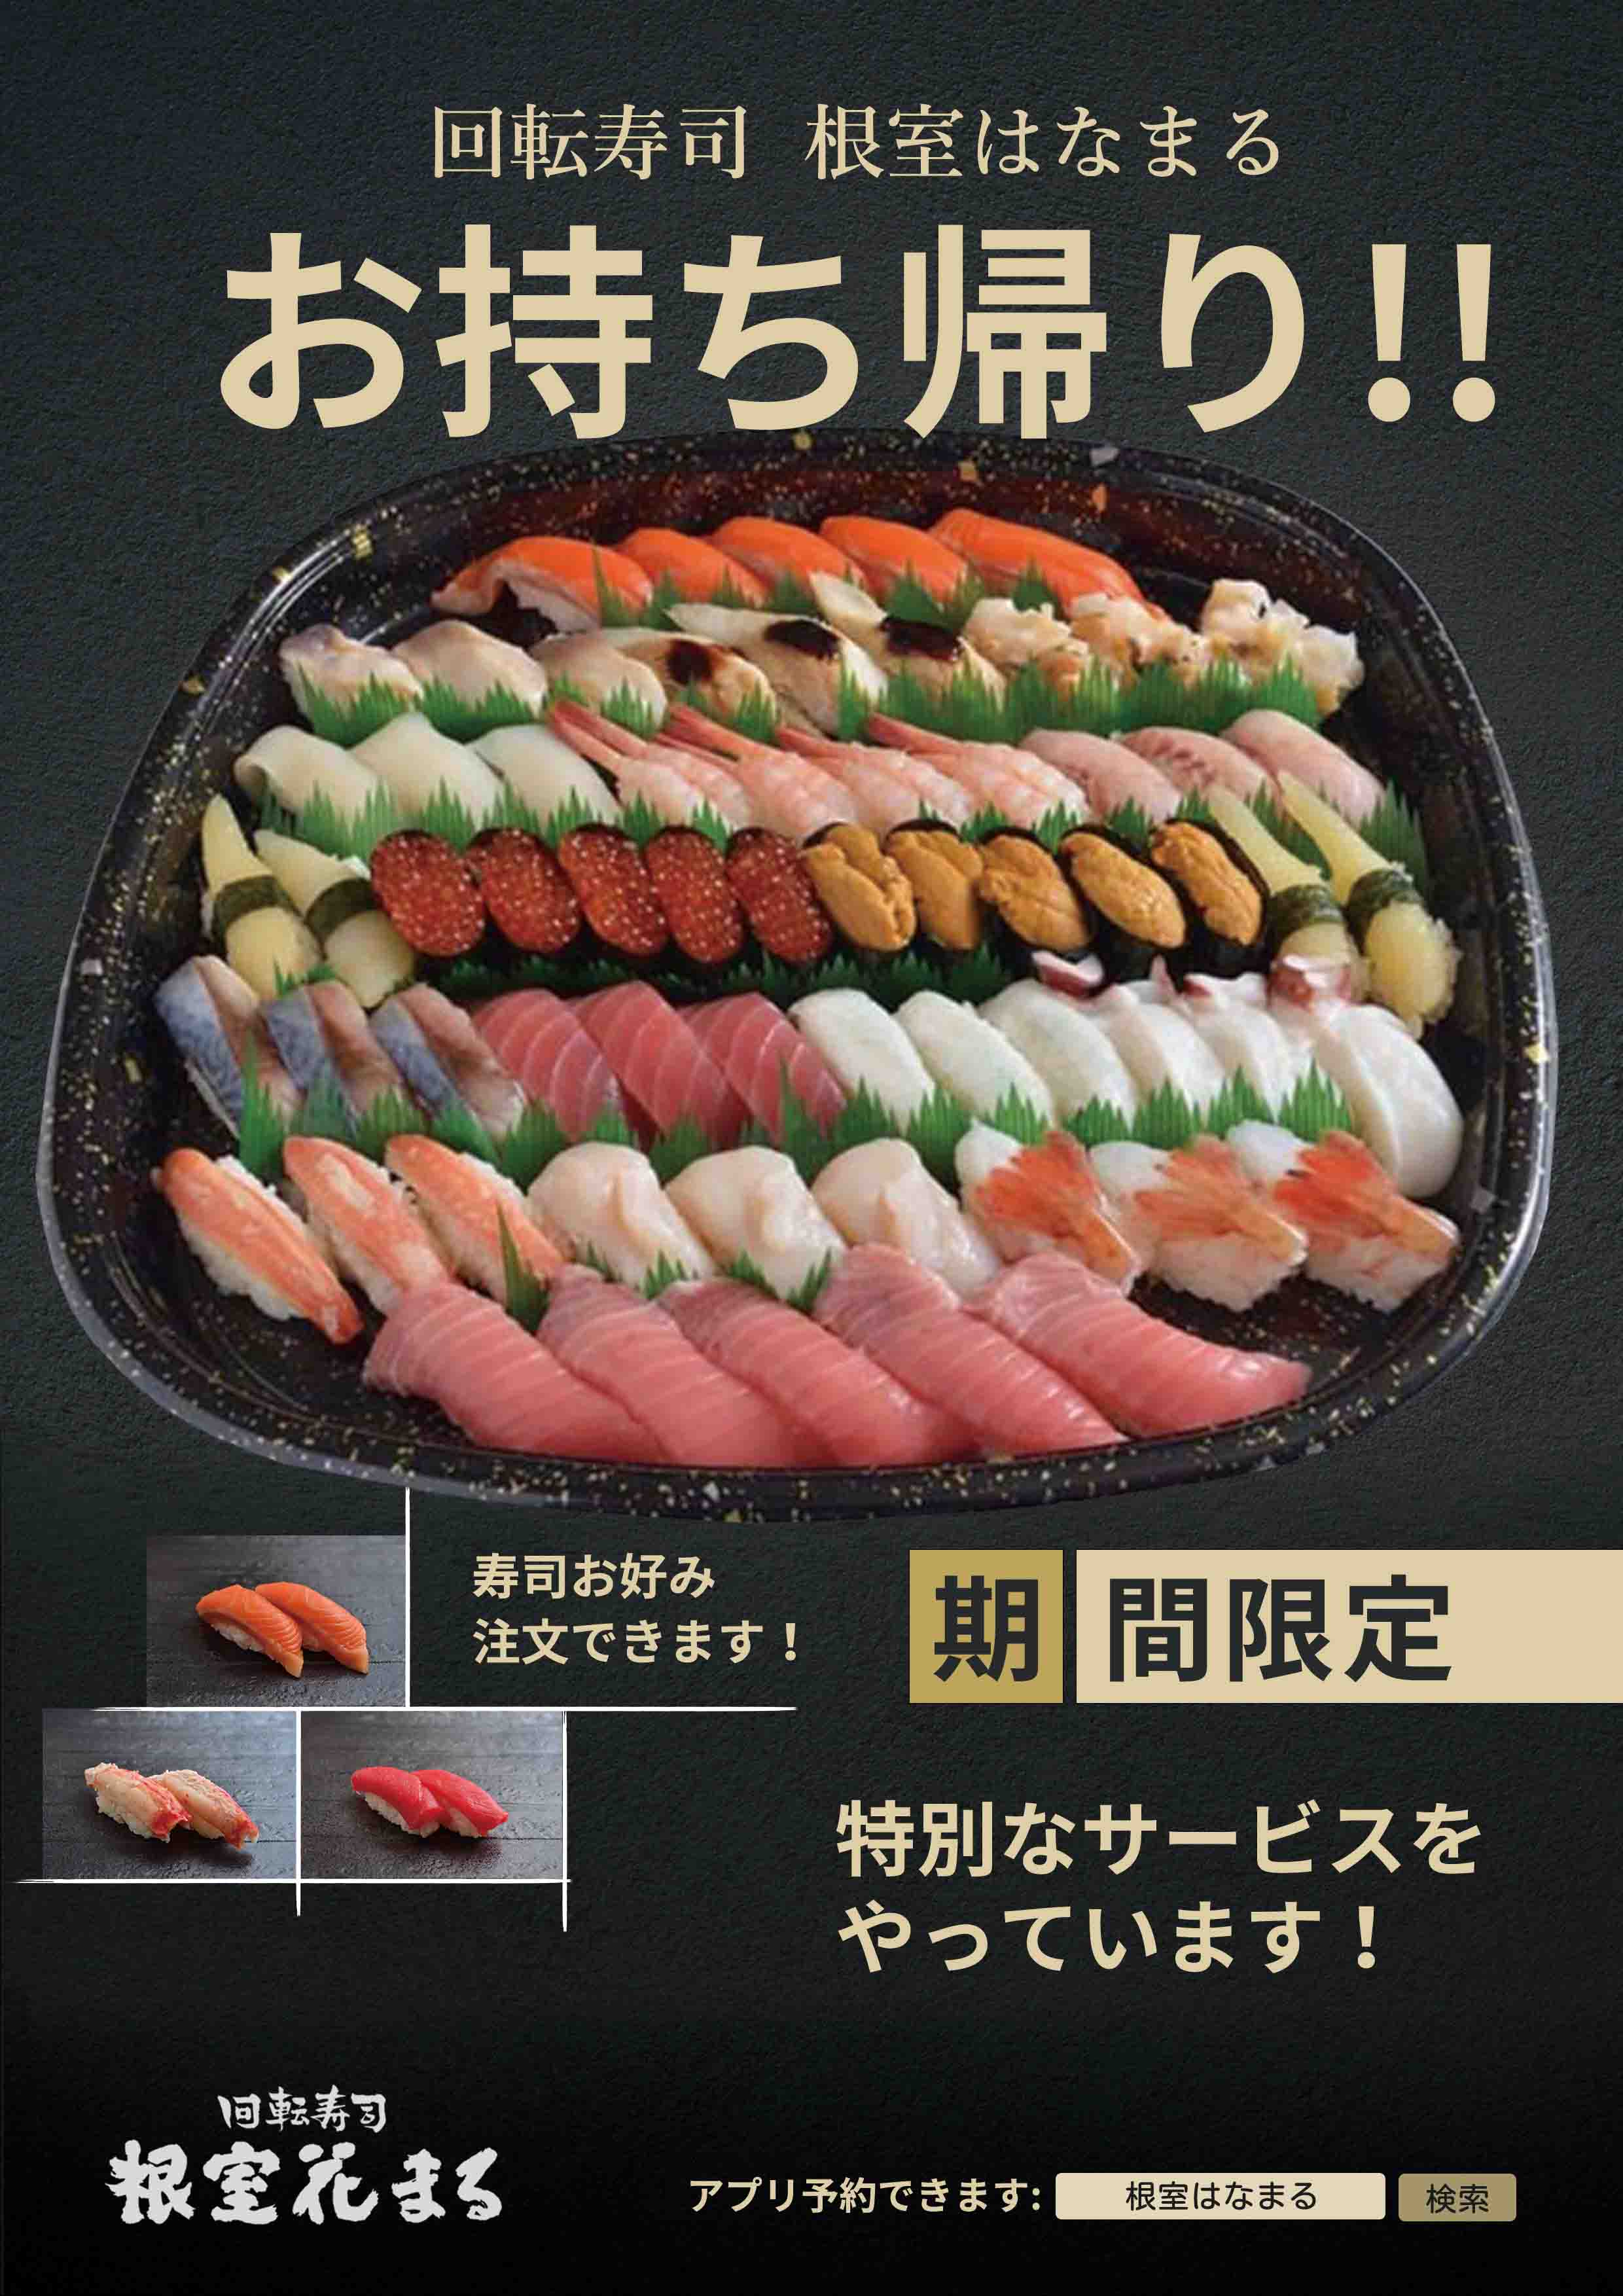 回転寿司 根室はなまる
お持ち帰り!!
寿司お好み
注文できます！
期間限定
特別なサービスを
やっています！
回転寿司
根室花まる
アプリ予約できます: 根室はなまる 検索